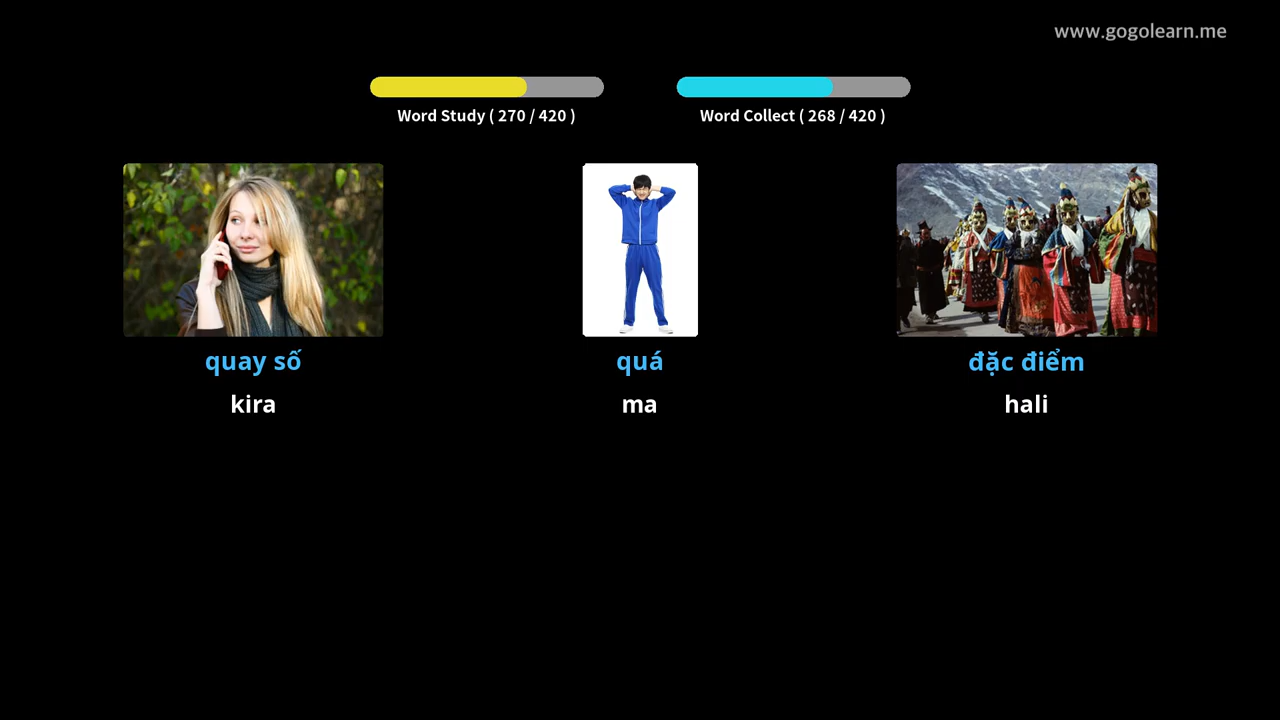 www.gogolearn.me
Word Study ( 270 / 420 )
Word Collect ( 268 / 420 )
quay số
kira
quá
ma
đặc điểm
hali